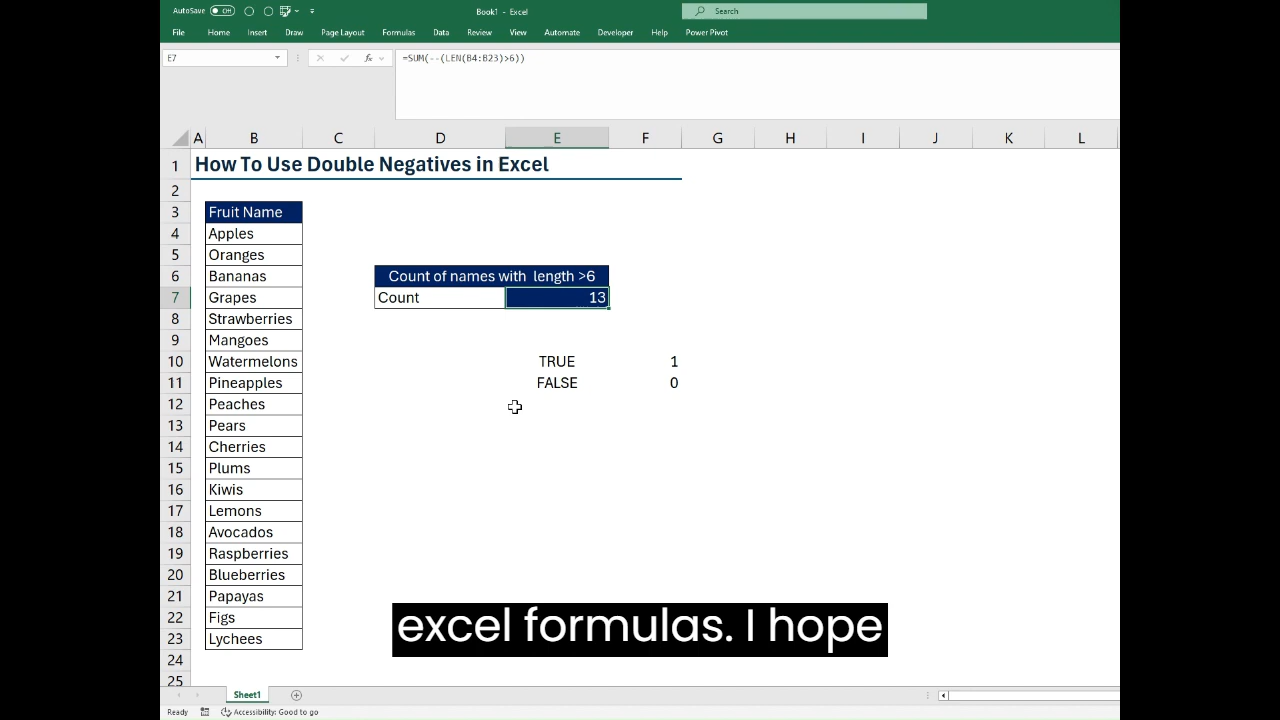 AutoSave Off Book1 - Excel Search
File Home Insert Draw Page Layout Formulas Data Review View Automate Developer Help Power Pivot
E7 fx =SUM(--(LEN(B4:B23)>6))
A B C D E F G H I J K L
1 How To Use Double Negatives in Excel
2
3 Fruit Name
4 Apples
5 Oranges
6 Bananas Count of names with length >6
7 Grapes Count 13
8 Strawberries
9 Mangoes
10 Watermelons TRUE 1
11 Pineapples FALSE 0
12 Peaches
13 Pears
14 Cherries
15 Plums
16 Kiwis
17 Lemons
18 Avocados
19 Raspberries
20 Blueberries
21 Papayas
22 Figs
23 Lychees
24
25
excel formulas. I hope
Sheet1
Ready Accessibility: Good to go